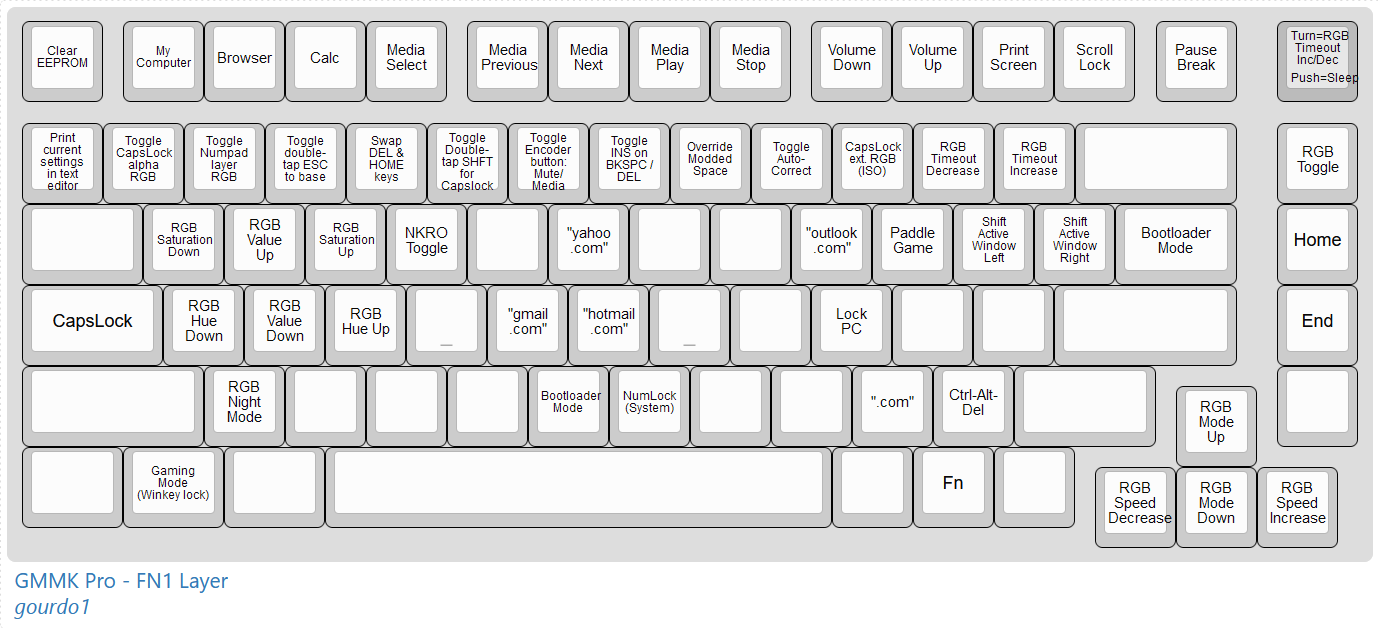 Clear
EEPROM
My
Computer
Browser
Calc
Media
Select
Media
Previous
Media
Next
Media
Play
Media
Stop
Volume
Down
Volume
Up
Print
Screen
Scroll
Lock
Pause
Break
Turn=RGB
Timeout
Inc/Dec
Push=Sleep
Print
current
settings
in text
editor
Toggle
CapsLock
alpha
RGB
Toggle
Numpad
layer
RGB
Toggle
double-
tap ESC
to base
Swap
DEL &
HOME
keys
Toggle
Double-
tap SHFT
for
Capslock
Toggle
Encoder
button:
Mute/
Media
Toggle
INS on
BKSPC /
DEL
Override
Modded
Space
Toggle
Auto-
Correct
CapsLock
ext. RGB
(ISO)
RGB
Timeout
Decrease
RGB
Timeout
Increase
RGB
Toggle
RGB
Saturation
Down
RGB
Value
Up
RGB
Saturation
Up
NKRO
Toggle
"yahoo
.com"
"outlook
.com"
Paddle
Game
Shift
Active
Window
Left
Shift
Active
Window
Right
Bootloader
Mode
Home
CapsLock
RGB
Hue
Down
RGB
Value
Down
RGB
Hue Up
_
"gmail
.com"
"hotmail
.com"
_
Lock
PC
End
RGB
Night
Mode
Bootloader
Mode
NumLock
(System)
".com"
Ctrl-Alt-
Del
RGB
Mode
Up
Gaming
Mode
(Winkey lock)
Fn
RGB
Speed
Decrease
RGB
Mode
Down
RGB
Speed
Increase
GMMK Pro - FN1 Layer
gourdo1